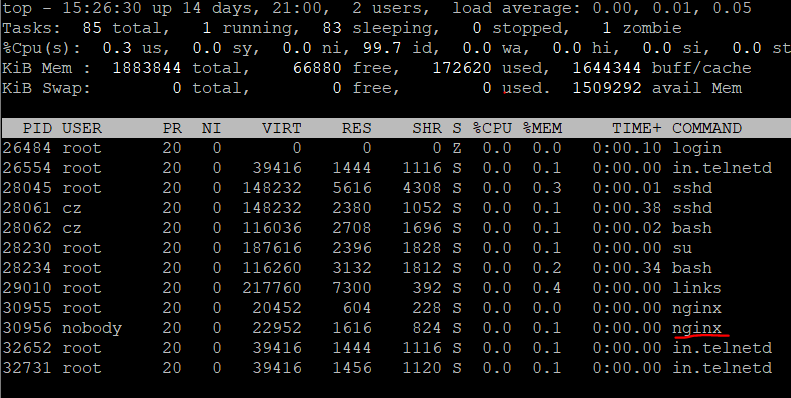 top - 15:26:30 up 14 days, 21:00,  2 users,  load average: 0.00, 0.01, 0.05
Tasks:  85 total,   1 running,  83 sleeping,   0 stopped,   1 zombie
%Cpu(s):  0.3 us,  0.0 sy,  0.0 ni, 99.7 id,  0.0 wa,  0.0 hi,  0.0 si,  0.0 st
KiB Mem :  1883844 total,    66880 free,   172620 used,  1644344 buff/cache
KiB Swap:        0 total,        0 free,        0 used.  1509292 avail Mem
PID USER      PR  NI    VIRT    RES    SHR S %CPU %MEM     TIME+ COMMAND
26484 root      20   0       0      0      0 Z  0.0  0.0   0:00.10 login
26554 root      20   0   39416   1444   1116 S  0.0  0.1   0:00.00 in.telnetd
28045 root      20   0  148232   5616   4308 S  0.0  0.3   0:00.01 sshd
28061 cz        20   0  148232   2380   1052 S  0.0  0.1   0:00.38 sshd
28062 cz        20   0  116036   2708   1696 S  0.0  0.1   0:00.02 bash
28230 root      20   0  187616   2396   1828 S  0.0  0.1   0:00.00 su
28234 root      20   0  116260   3132   1812 S  0.0  0.2   0:00.34 bash
29010 root      20   0  217760   7300    392 S  0.0  0.4   0:00.00 links
30955 root      20   0   20452    604    228 S  0.0  0.0   0:00.00 nginx
30956 nobody    20   0   22952   1616    824 S  0.0  0.1   0:00.00 nginx
32652 root      20   0   39416   1444   1116 S  0.0  0.1   0:00.00 in.telnetd
32731 root      20   0   39416   1456   1120 S  0.0  0.1   0:00.00 in.telnetd